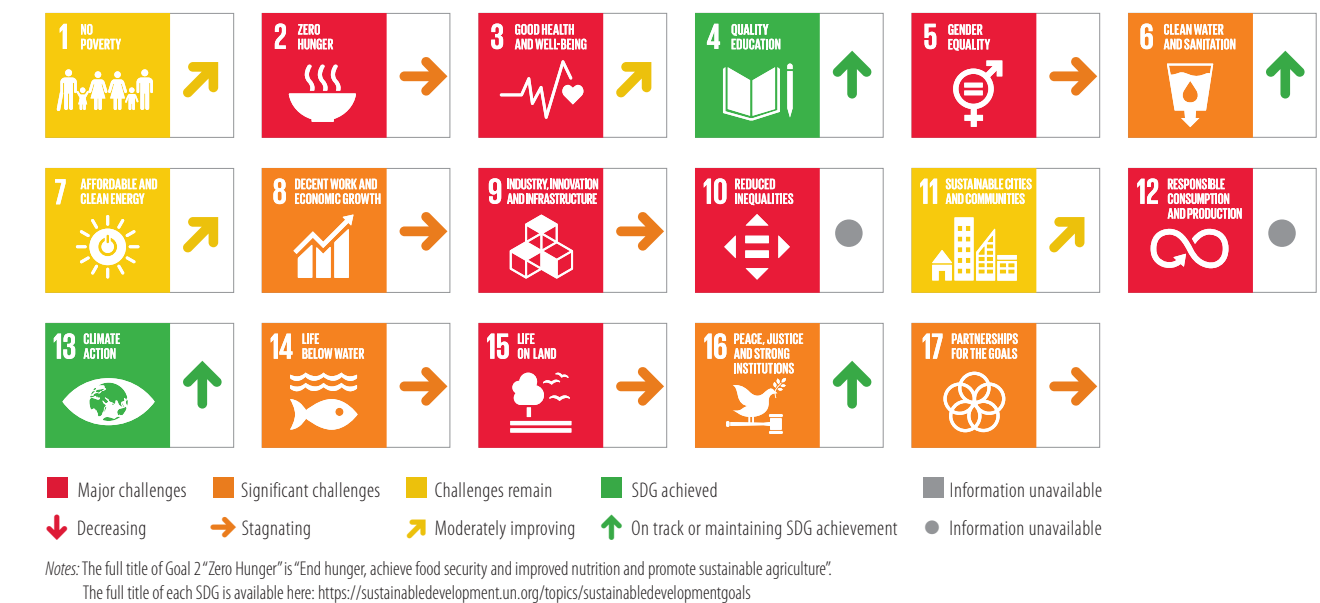 1 NO
POVERTY
2 ZERO
HUNGER
3 GOOD HEALTH
AND WELL-BEING
4 QUALITY
EDUCATION
5 GENDER
EQUALITY
6 CLEAN WATER
AND SANITATION
7 AFFORDABLE AND
CLEAN ENERGY
8 DECENT WORK AND
ECONOMIC GROWTH
9 INDUSTRY, INNOVATION
AND INFRASTRUCTURE
10 REDUCED
INEQUALITIES
11 SUSTAINABLE CITIES
AND COMMUNITIES
12 RESPONSIBLE
CONSUMPTION
AND PRODUCTION
13 CLIMATE
ACTION
14 LIFE
BELOW WATER
15 LIFE
ON LAND
16 PEACE, JUSTICE
AND STRONG
INSTITUTIONS
17 PARTNERSHIPS
FOR THE GOALS
Major challenges Significant challenges Challenges remain SDG achieved Information unavailable
Decreasing Stagnating Moderately improving On track or maintaining SDG achievement Information unavailable
Notes: The full title of Goal 2 “Zero Hunger” is “End hunger, achieve food security and improved nutrition and promote sustainable agriculture”.
The full title of each SDG is available here: https://sustainabledevelopment.un.org/topics/sustainabledevelopmentgoals